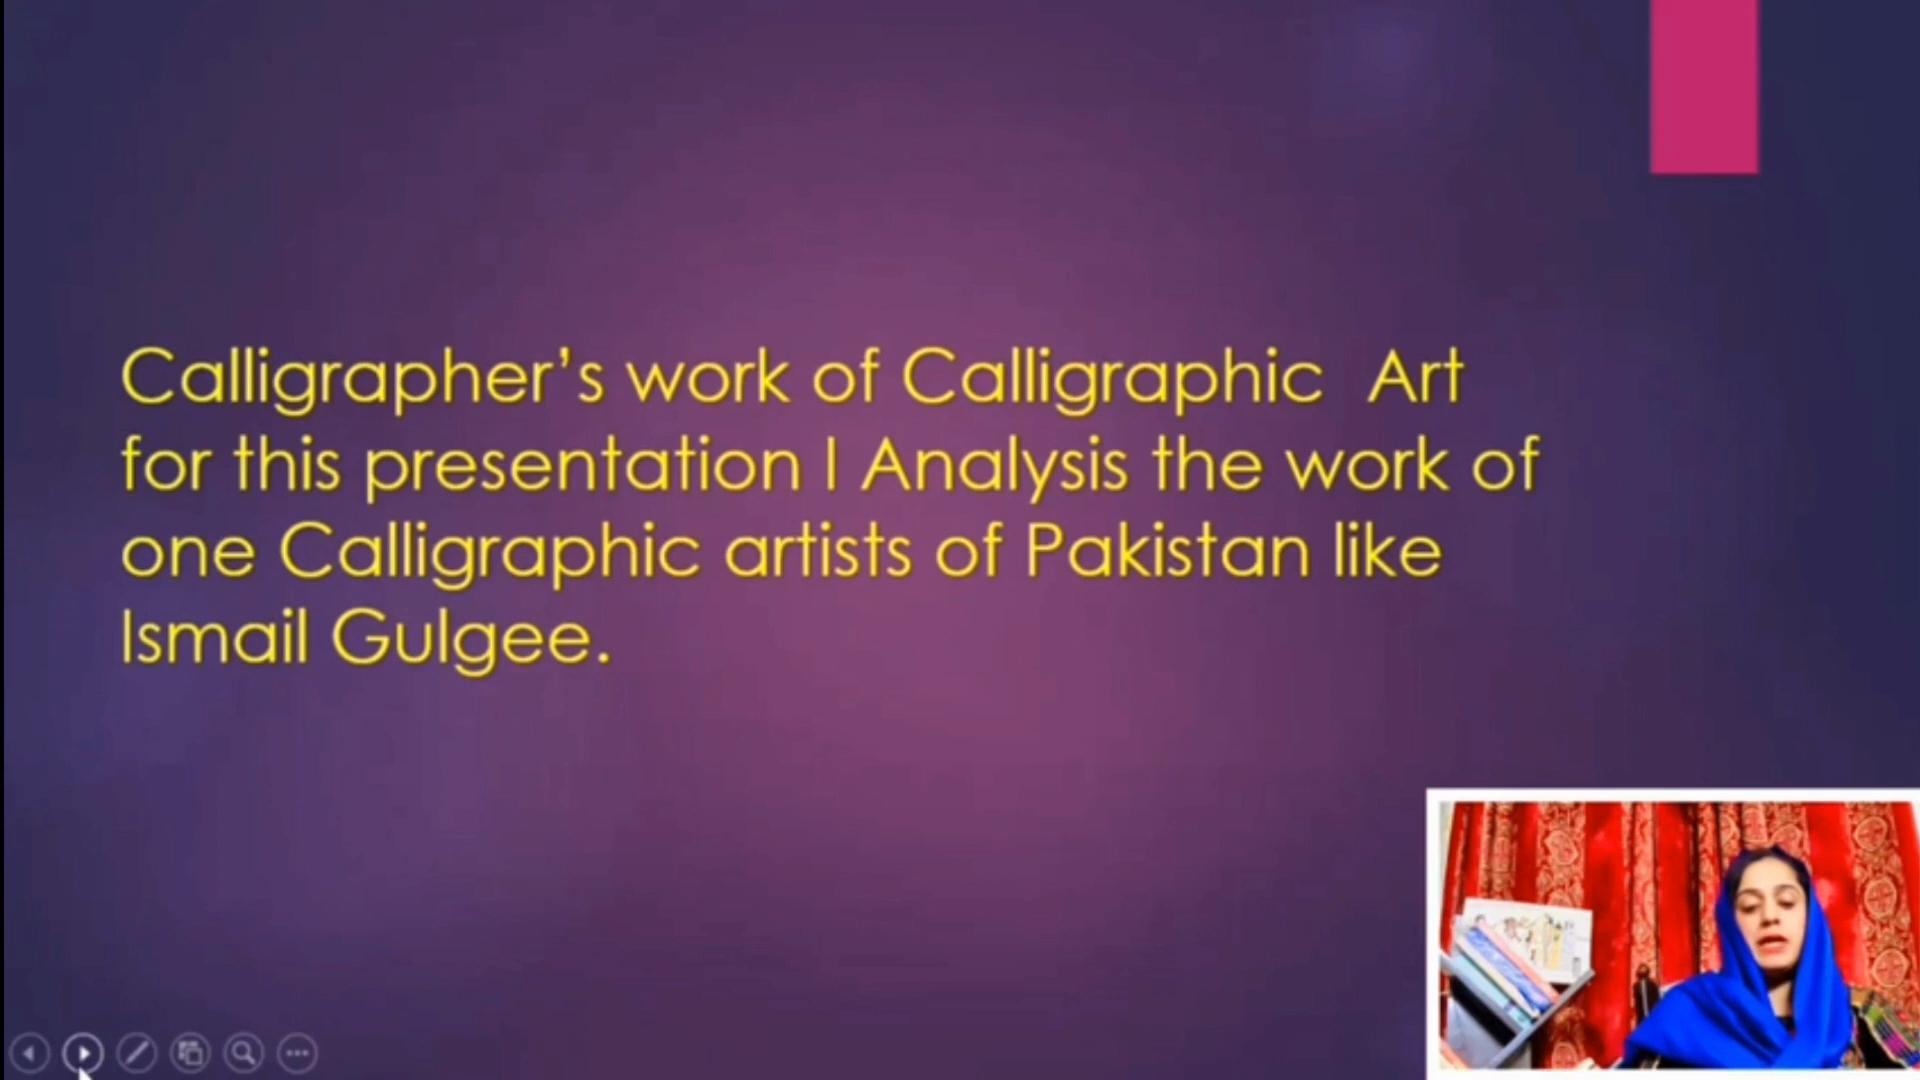 Calligrapher’s work of Calligraphic  Art
for this presentation I Analysis the work of
one Calligraphic artists of Pakistan like
Ismail Gulgee.